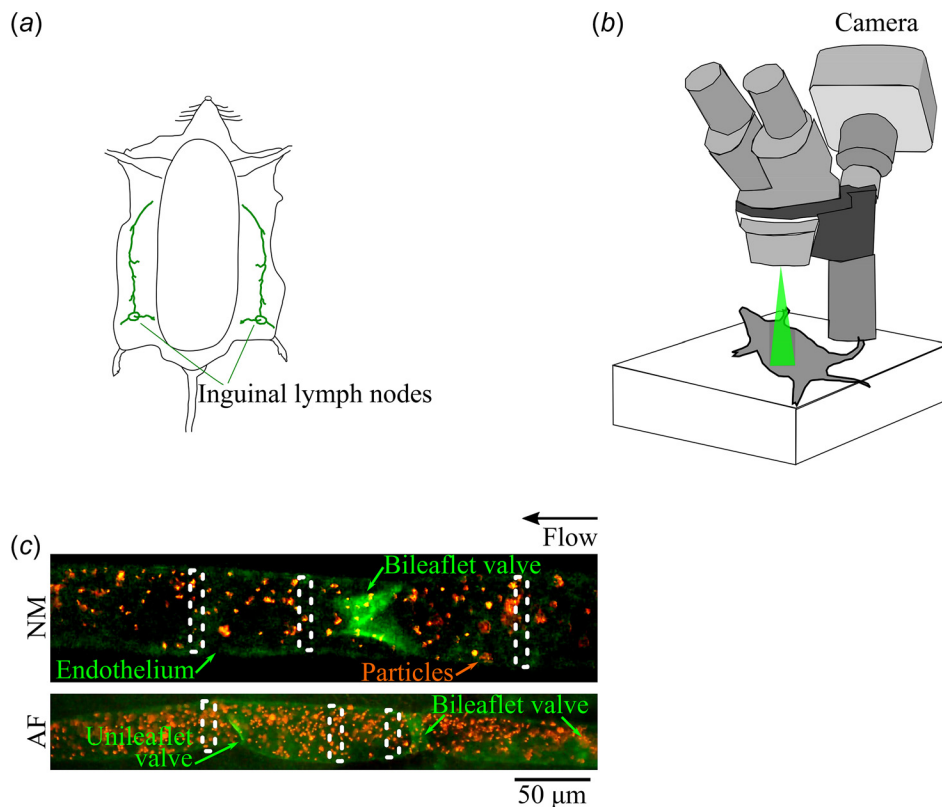 (a)
Inguinal lymph nodes
(b)
Camera
(c)
Flow
NM
Bileaflet valve
Endothelium
Particles
AF
Bileaflet valve
Unileaflet
valve
50 μm